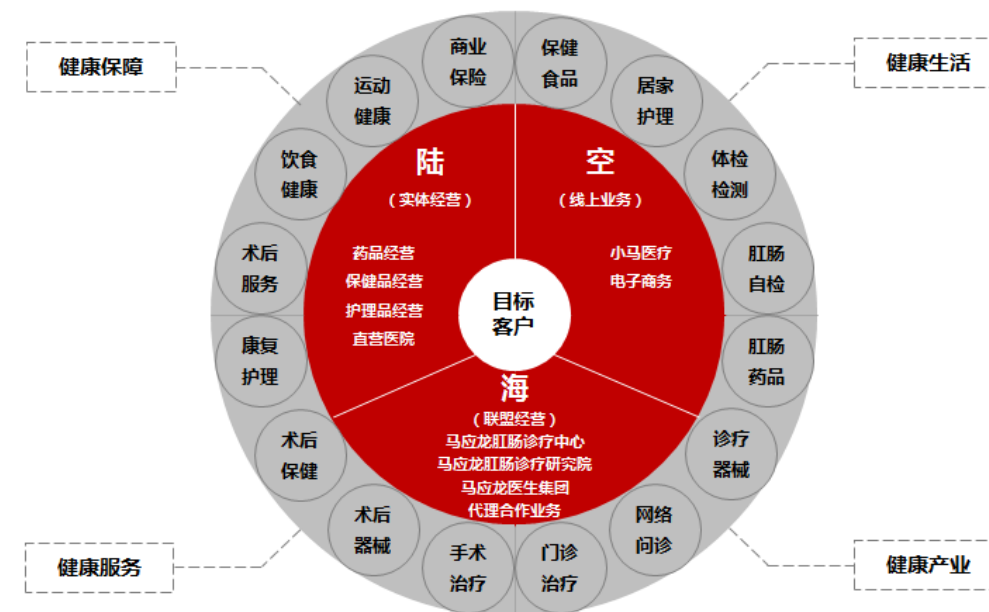 健康保障
健康生活
健康服务
健康产业
商业
保险
保健
食品
居家
护理
体检
检测
肛肠
自检
肛肠
药品
诊疗
器械
网络
问诊
门诊
治疗
手术
治疗
术后
器械
术后
保健
康复
护理
术后
服务
饮食
健康
运动
健康
陆
（实体经营）
药品经营
保健品经营
护理品经营
直营医院
空
（线上业务）
小马医疗
电子商务
目标
客户
海
（联盟经营）
马应龙肛肠诊疗中心
马应龙肛肠诊疗研究院
马应龙医生集团
代理合作业务